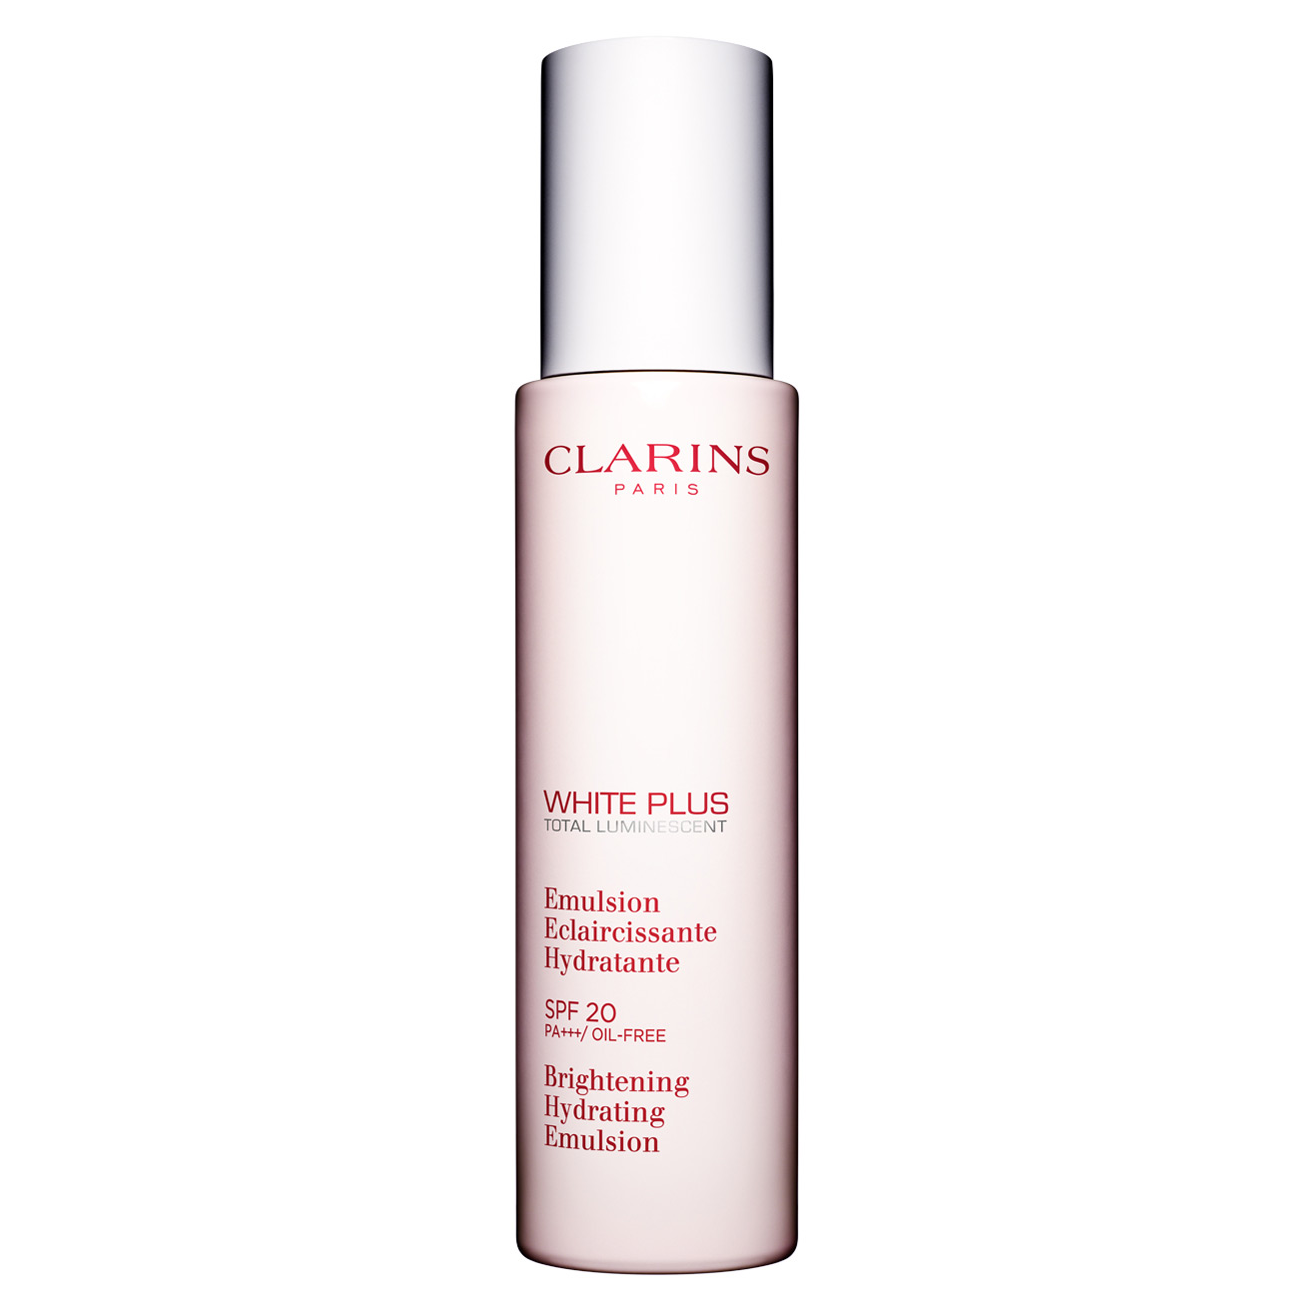 CLARINS
PARIS
WHITE PLUS
TOTAL LUMINESCENT
Emulsion
Eclaircissante
Hydratante
SPF 20
PA+++/ OIL-FREE
Brightening
Hydrating
Emulsion